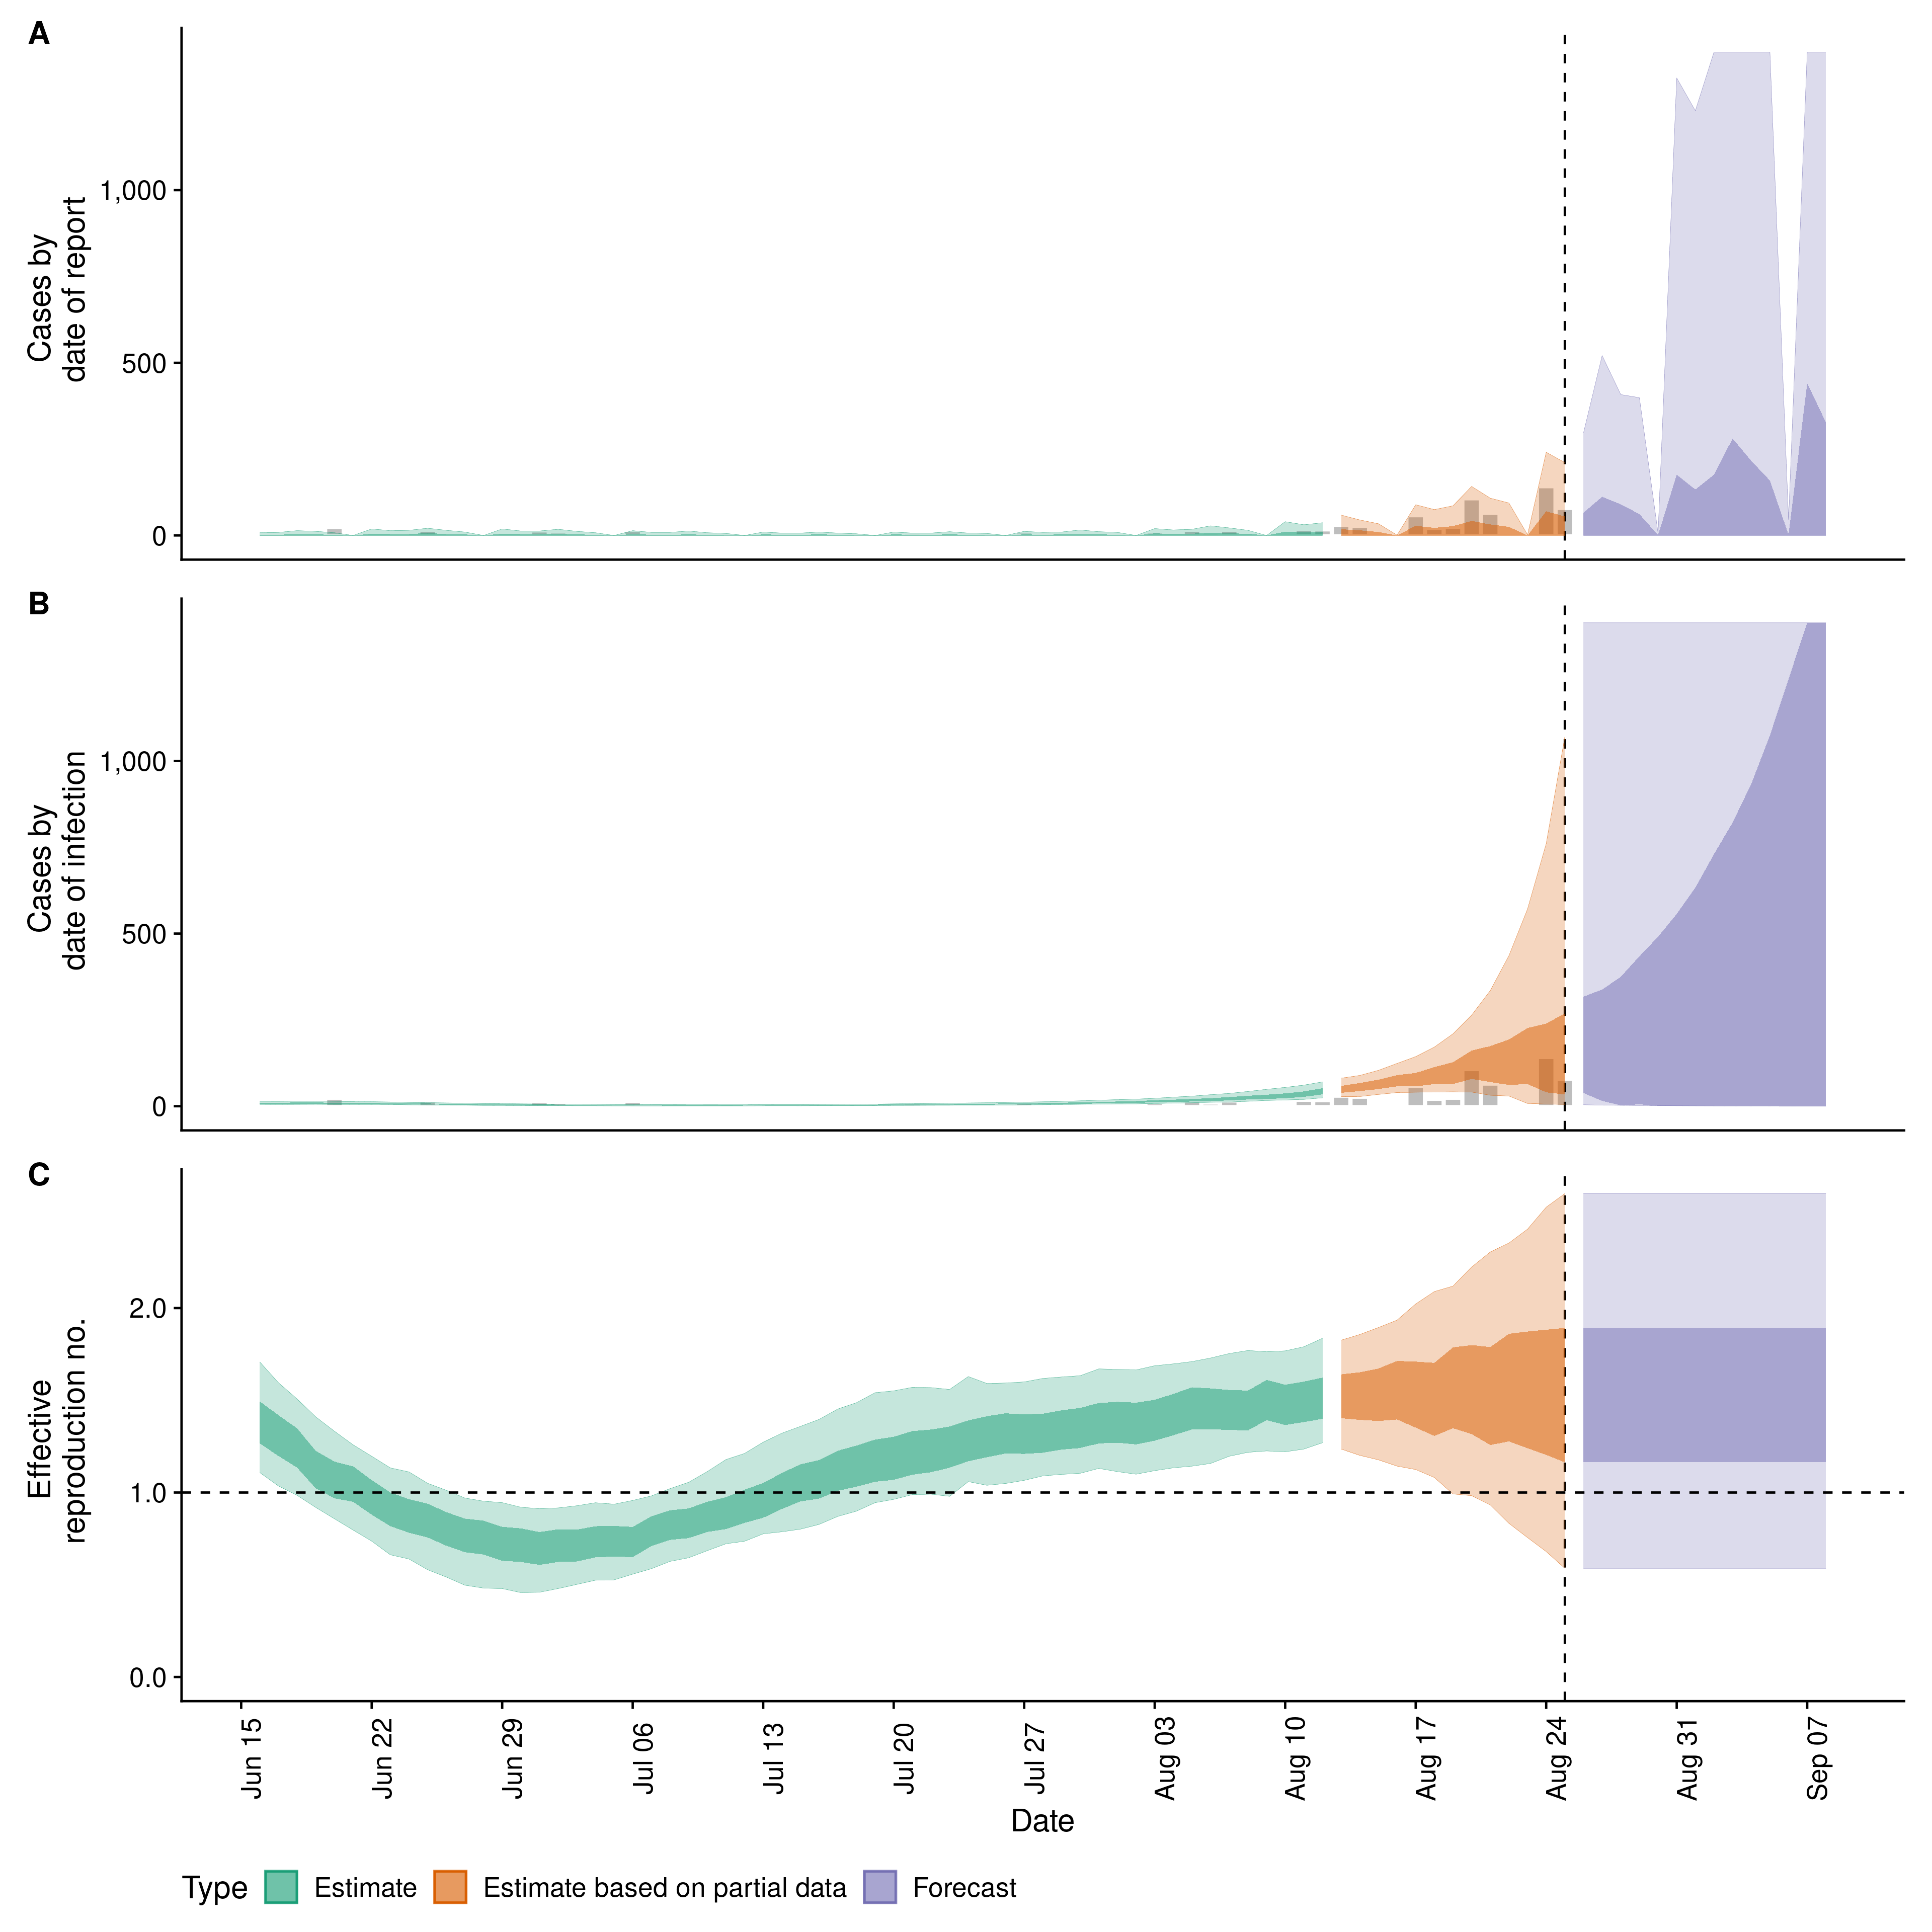 A
Cases by
date of report
1,000
500
0
B
Cases by
date of infection
1,000
500
0
C
Effective
reproduction no.
2.0
1.0
0.0
Jun 15
Jun 22
Jun 29
Jul 06
Jul 13
Jul 20
Jul 27
Aug 03
Aug 10
Aug 17
Aug 24
Aug 31
Sep 07
Date
Type Estimate Estimate based on partial data Forecast